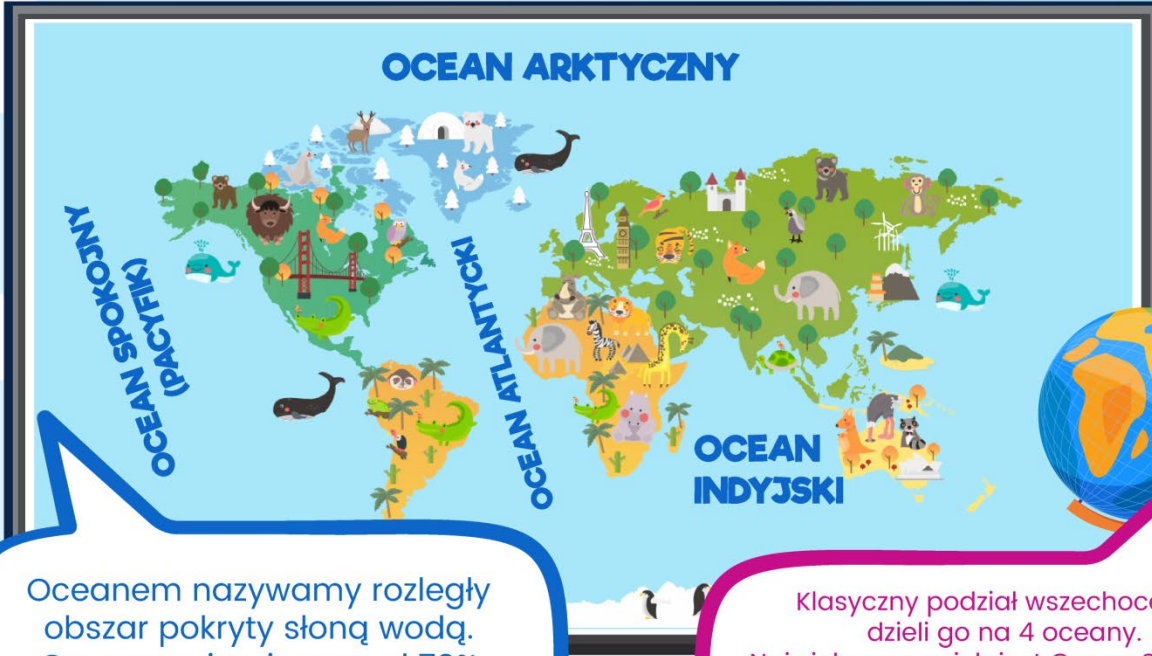 OCEAN ARKTYCZNY
OCEAN SPOKOJNY
(PACYFIK)
OCEAN ATLANTYCKI
OCEAN
INDYJSKI
Oceanem nazywamy rozległy
obszar pokryty słoną wodą.
Klasyczny podział
dzieli go na 4 oceany.